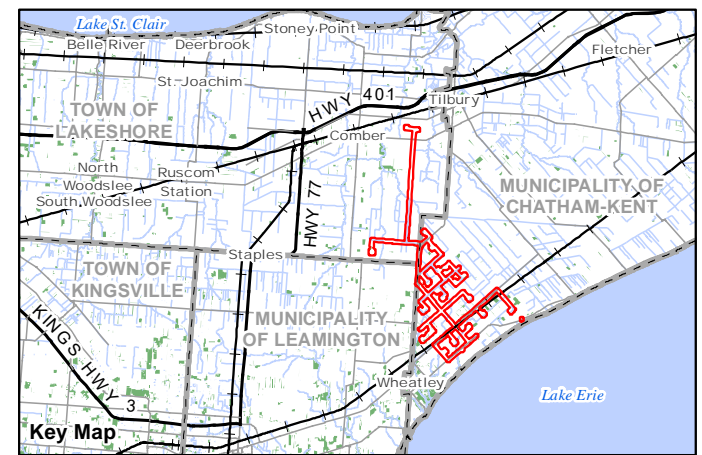 Lake St. Clair
Stoney Point
Belle River
Deerbrook
Fletcher
St. Joachim
Tilbury
HWY 401
TOWN OF
LAKESHORE
Comber
North
Woodslee
Ruscom
Station
South Woodslee
MUNICIPALITY OF
CHATHAM-KENT
HWY 77
Staples
TOWN OF
KINGSVILLE
MUNICIPALITY
OF LEAMINGTON
KINGS HWY 3
Wheatley
Lake Erie
Key Map